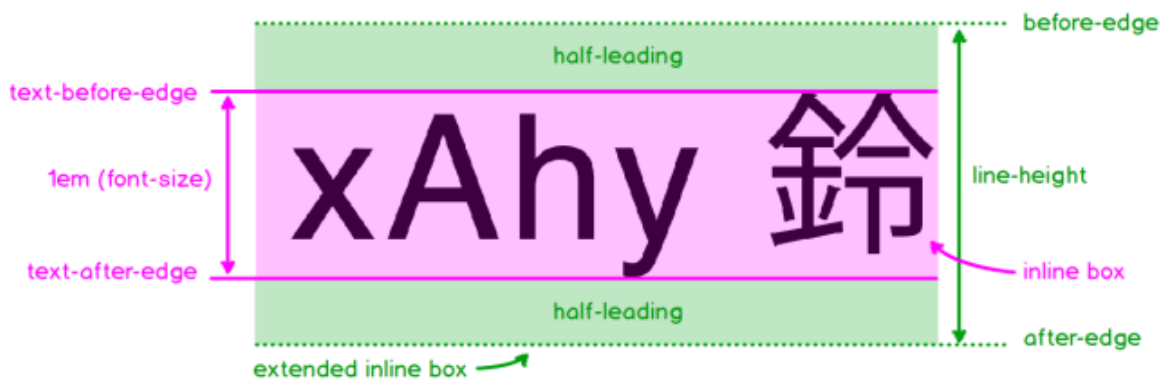 before-edge
half-leading
text-before-edge
xAhy 鈴
1em (font-size)
line-height
text-after-edge
inline box
half-leading
after-edge
extended inline box